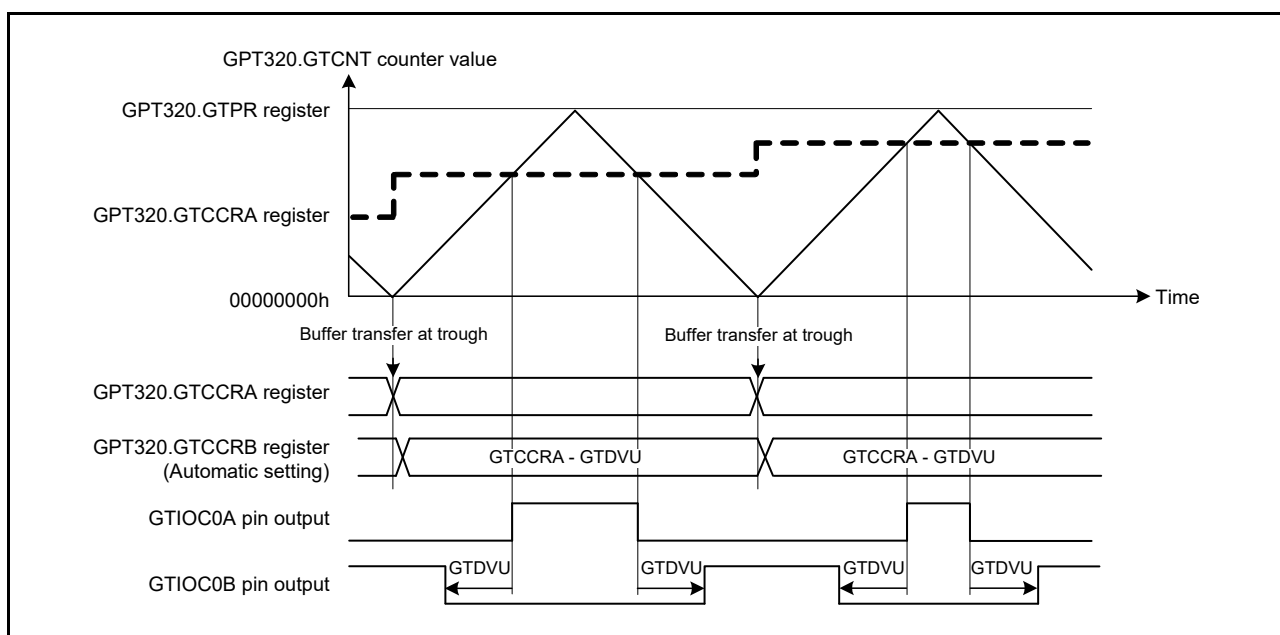 GPT320.GTCNT counter value
GPT320.GTPR register
GPT320.GTCCRA register
00000000h
Time
Buffer transfer at trough
Buffer transfer at trough
GPT320.GTCCRA register
GPT320.GTCCRB register
(Automatic setting)
GTCCRA - GTDVU
GTCCRA - GTDVU
GTIOC0A pin output
GTIOC0B pin output
GTDVU
GTDVU
GTDVU
GTDVU